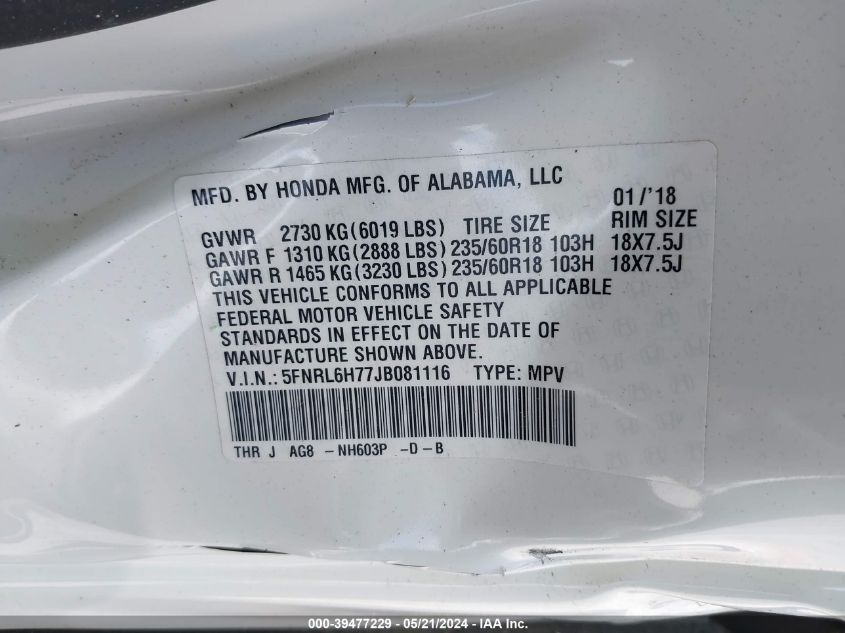 MFD. BY HONDA MFG. OF ALABAMA, LLC 01/'18
GVWR 2730 KG(6019 LBS) TIRE SIZE RIM SIZE
GAWR F 1310 KG(2888 LBS) 235/60R18 103H 18X7.5J
GAWR R 1465 KG(3230 LBS) 235/60R18 103H 18X7.5J
THIS VEHICLE CONFORMS TO ALL APPLICABLE
FEDERAL MOTOR VEHICLE SAFETY
STANDARDS IN EFFECT ON THE DATE OF
MANUFACTURE SHOWN ABOVE.
V.I.N.: 5FNRL6H77JB081116 TYPE: MPV
THR J AG8 -NH603P -D-B
000-39477229 - 05/21/2024 - IAA Inc.